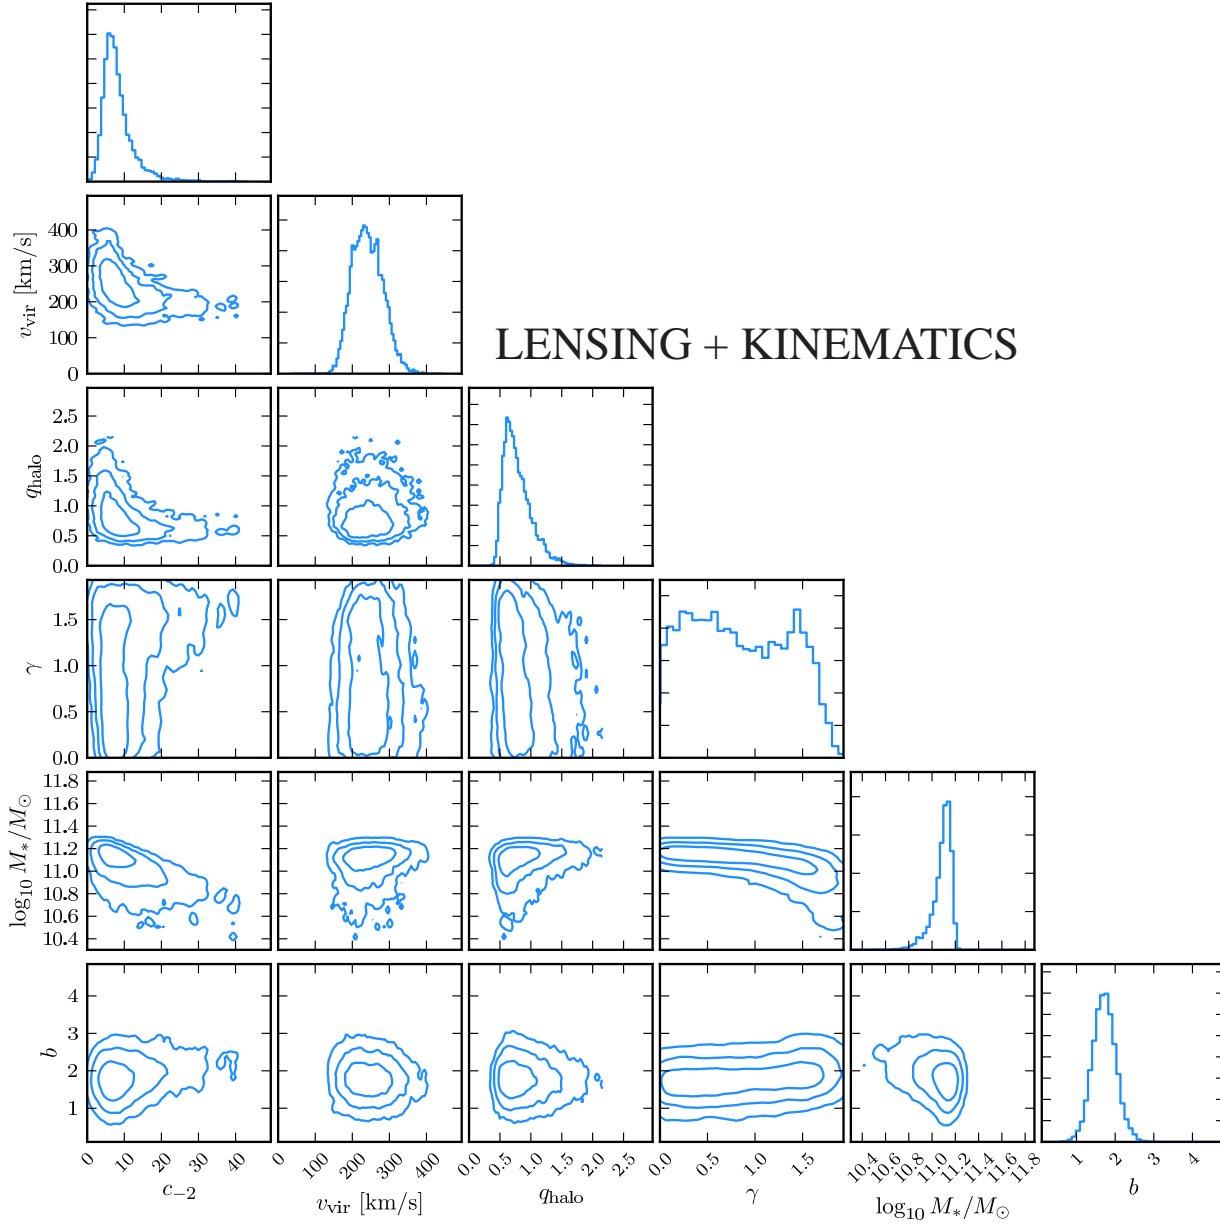 400
300
200
100
0
v_vir [km/s]
LENSING + KINEMATICS
2.5
2.0
1.5
1.0
0.5
0.0
q_halo
1.5
1.0
0.5
0.0
γ
11.8
11.6
11.4
11.2
11.0
10.8
10.6
10.4
log₁₀ M_*/M_⊙
4
3
2
1
b
0 10 20 30 40
100 200 300 400
0.0 0.5 1.0 1.5 2.0 2.5
0.0 0.5 1.0 1.5
10.4 10.6 10.8 11.0 11.2 11.4 11.6 11.8
1 2 3 4
c₋₂
v_vir [km/s]
q_halo
γ
log₁₀ M_*/M_⊙
b